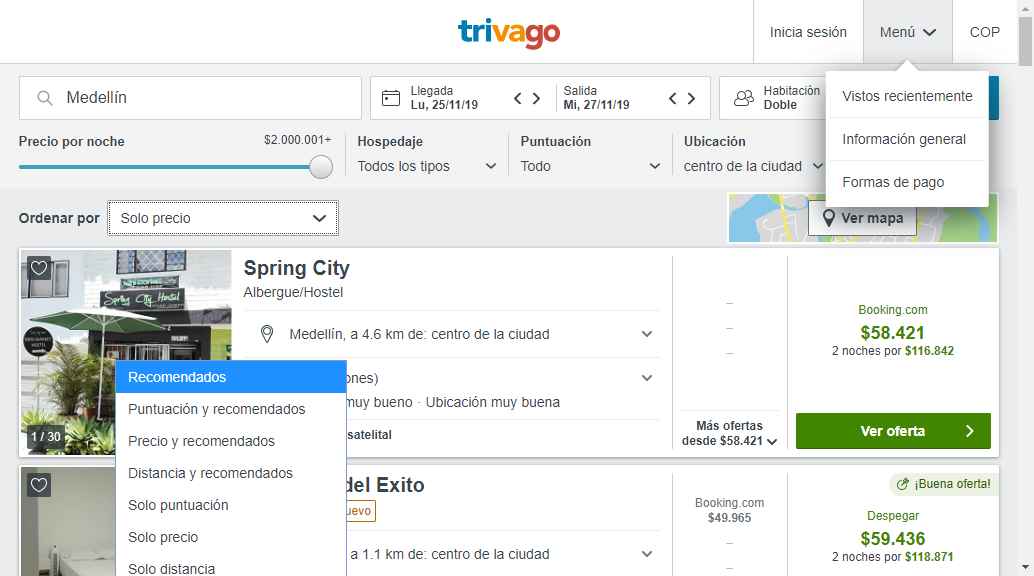 trivago
Inicia sesión
Menú
COP
Medellín
Llegada
Lu, 25/11/19
Salida
Mi, 27/11/19
Habitación
Doble
Vistos recientemente
Información general
Formas de pago
Precio por noche
$2.000.001+
Hospedaje
Todos los tipos
Puntuación
Todo
Ubicación
centro de la ciudad
Ordenar por
Solo precio
Ver mapa
Spring City Hostel
1 / 30
Spring City
Albergue/Hostel
Medellín, a 4.6 km de: centro de la ciudad
ones)
muy bueno · Ubicación muy buena
satelital
Más ofertas
desde $58.421
Booking.com
$58.421
2 noches por $116.842
Ver oferta
Recomendados
Puntuación y recomendados
Precio y recomendados
Distancia y recomendados
Solo puntuación
Solo precio
Solo distancia
del Exito
uevo
a 1.1 km de: centro de la ciudad
Booking.com
$49.965
¡Buena oferta!
Despegar
$59.436
2 noches por $118.871